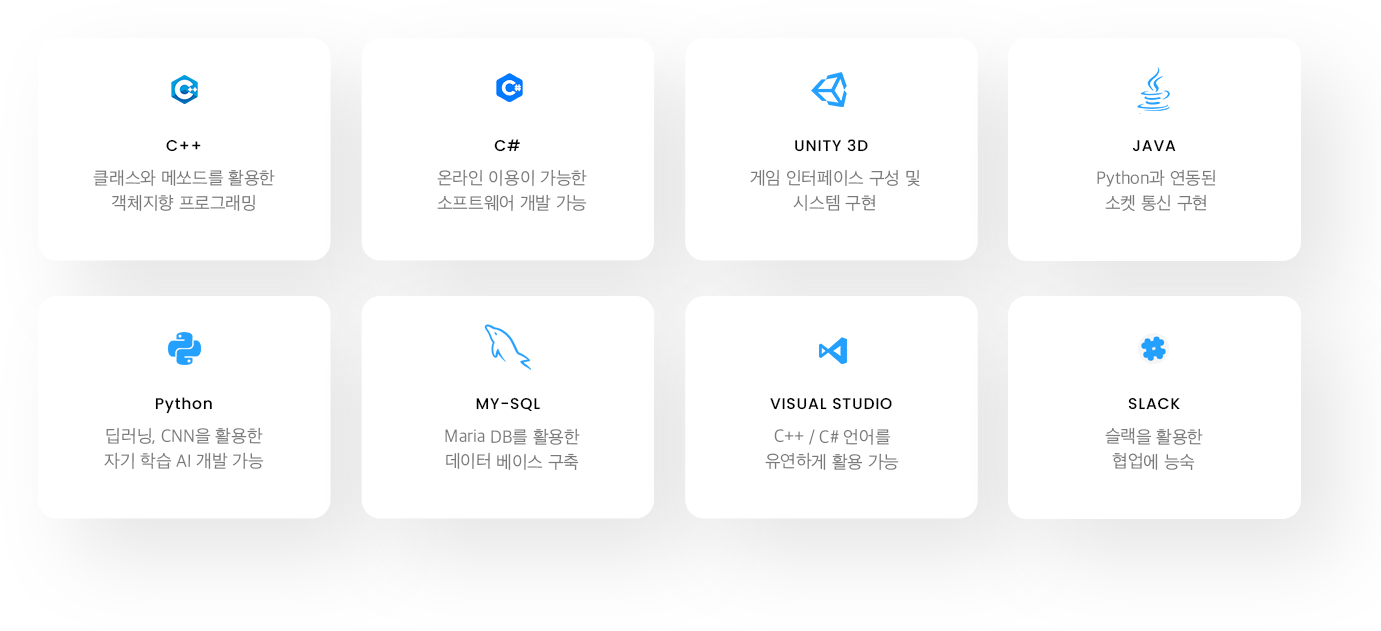 C++
클래스와 메쏘드를 활용한
객체지향 프로그래밍
C#
온라인 이용이 가능한
소프트웨어 개발 가능
UNITY 3D
게임 인터페이스 구성 및
시스템 구현
JAVA
Python과 연동된
소켓 통신 구현
Python
딥러닝, CNN을 활용한
자기 학습 AI 개발 가능
MY-SQL
Maria DB를 활용한
데이터 베이스 구축
VISUAL STUDIO
C++ / C# 언어를
유연하게 활용 가능
SLACK
슬랙을 활용한
협업에 능숙